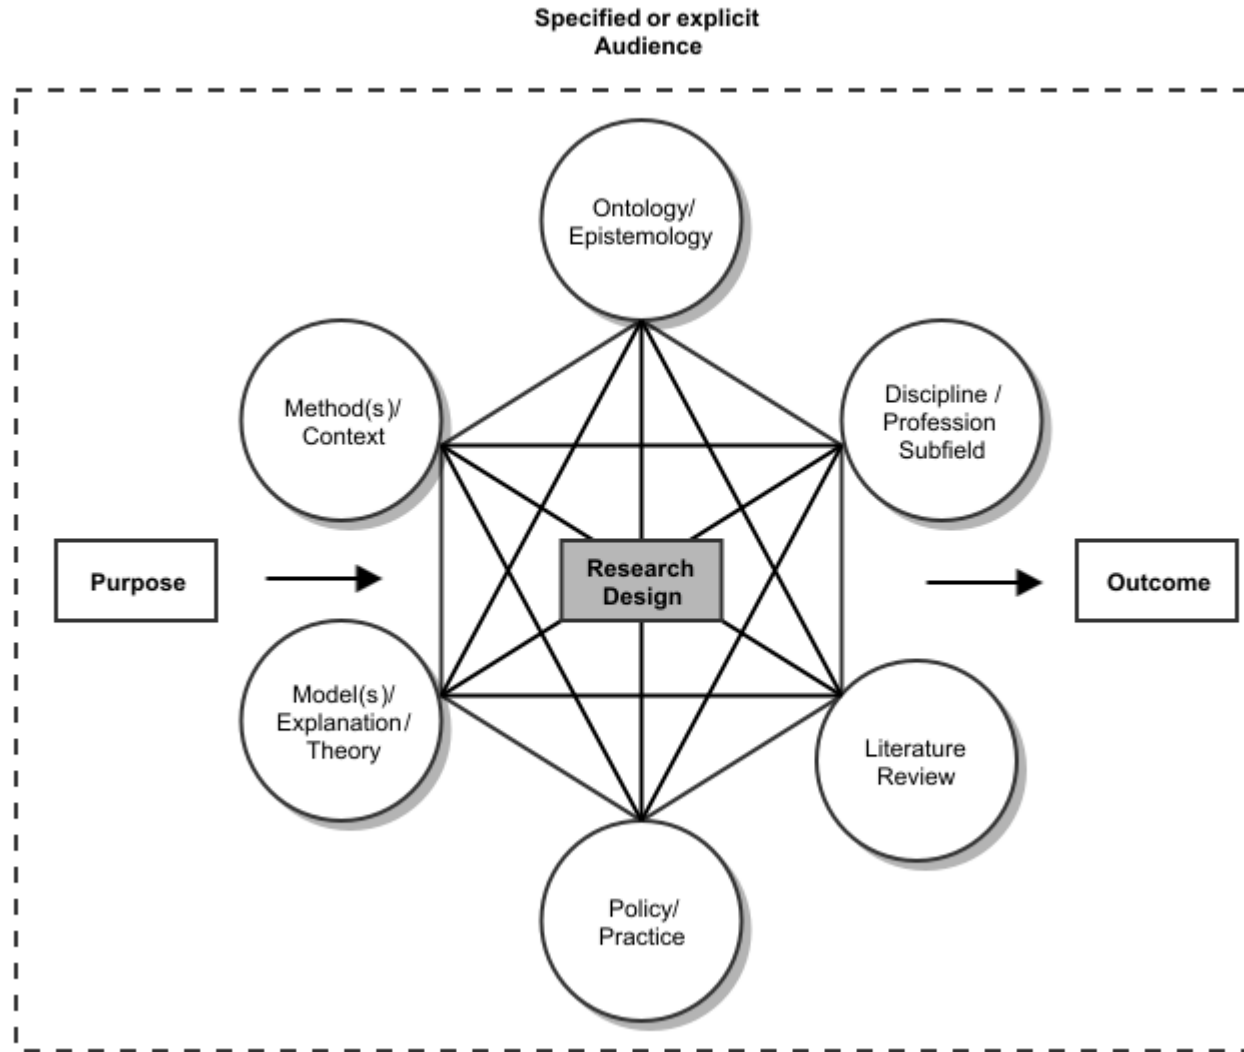 Specified or explicit
Audience
Ontology/
Epistemology
Method(s)/
Context
Discipline /
Profession
Subfield
Purpose
Research
Design
Outcome
Model(s)/
Explanation/
Theory
Literature
Review
Policy/
Practice